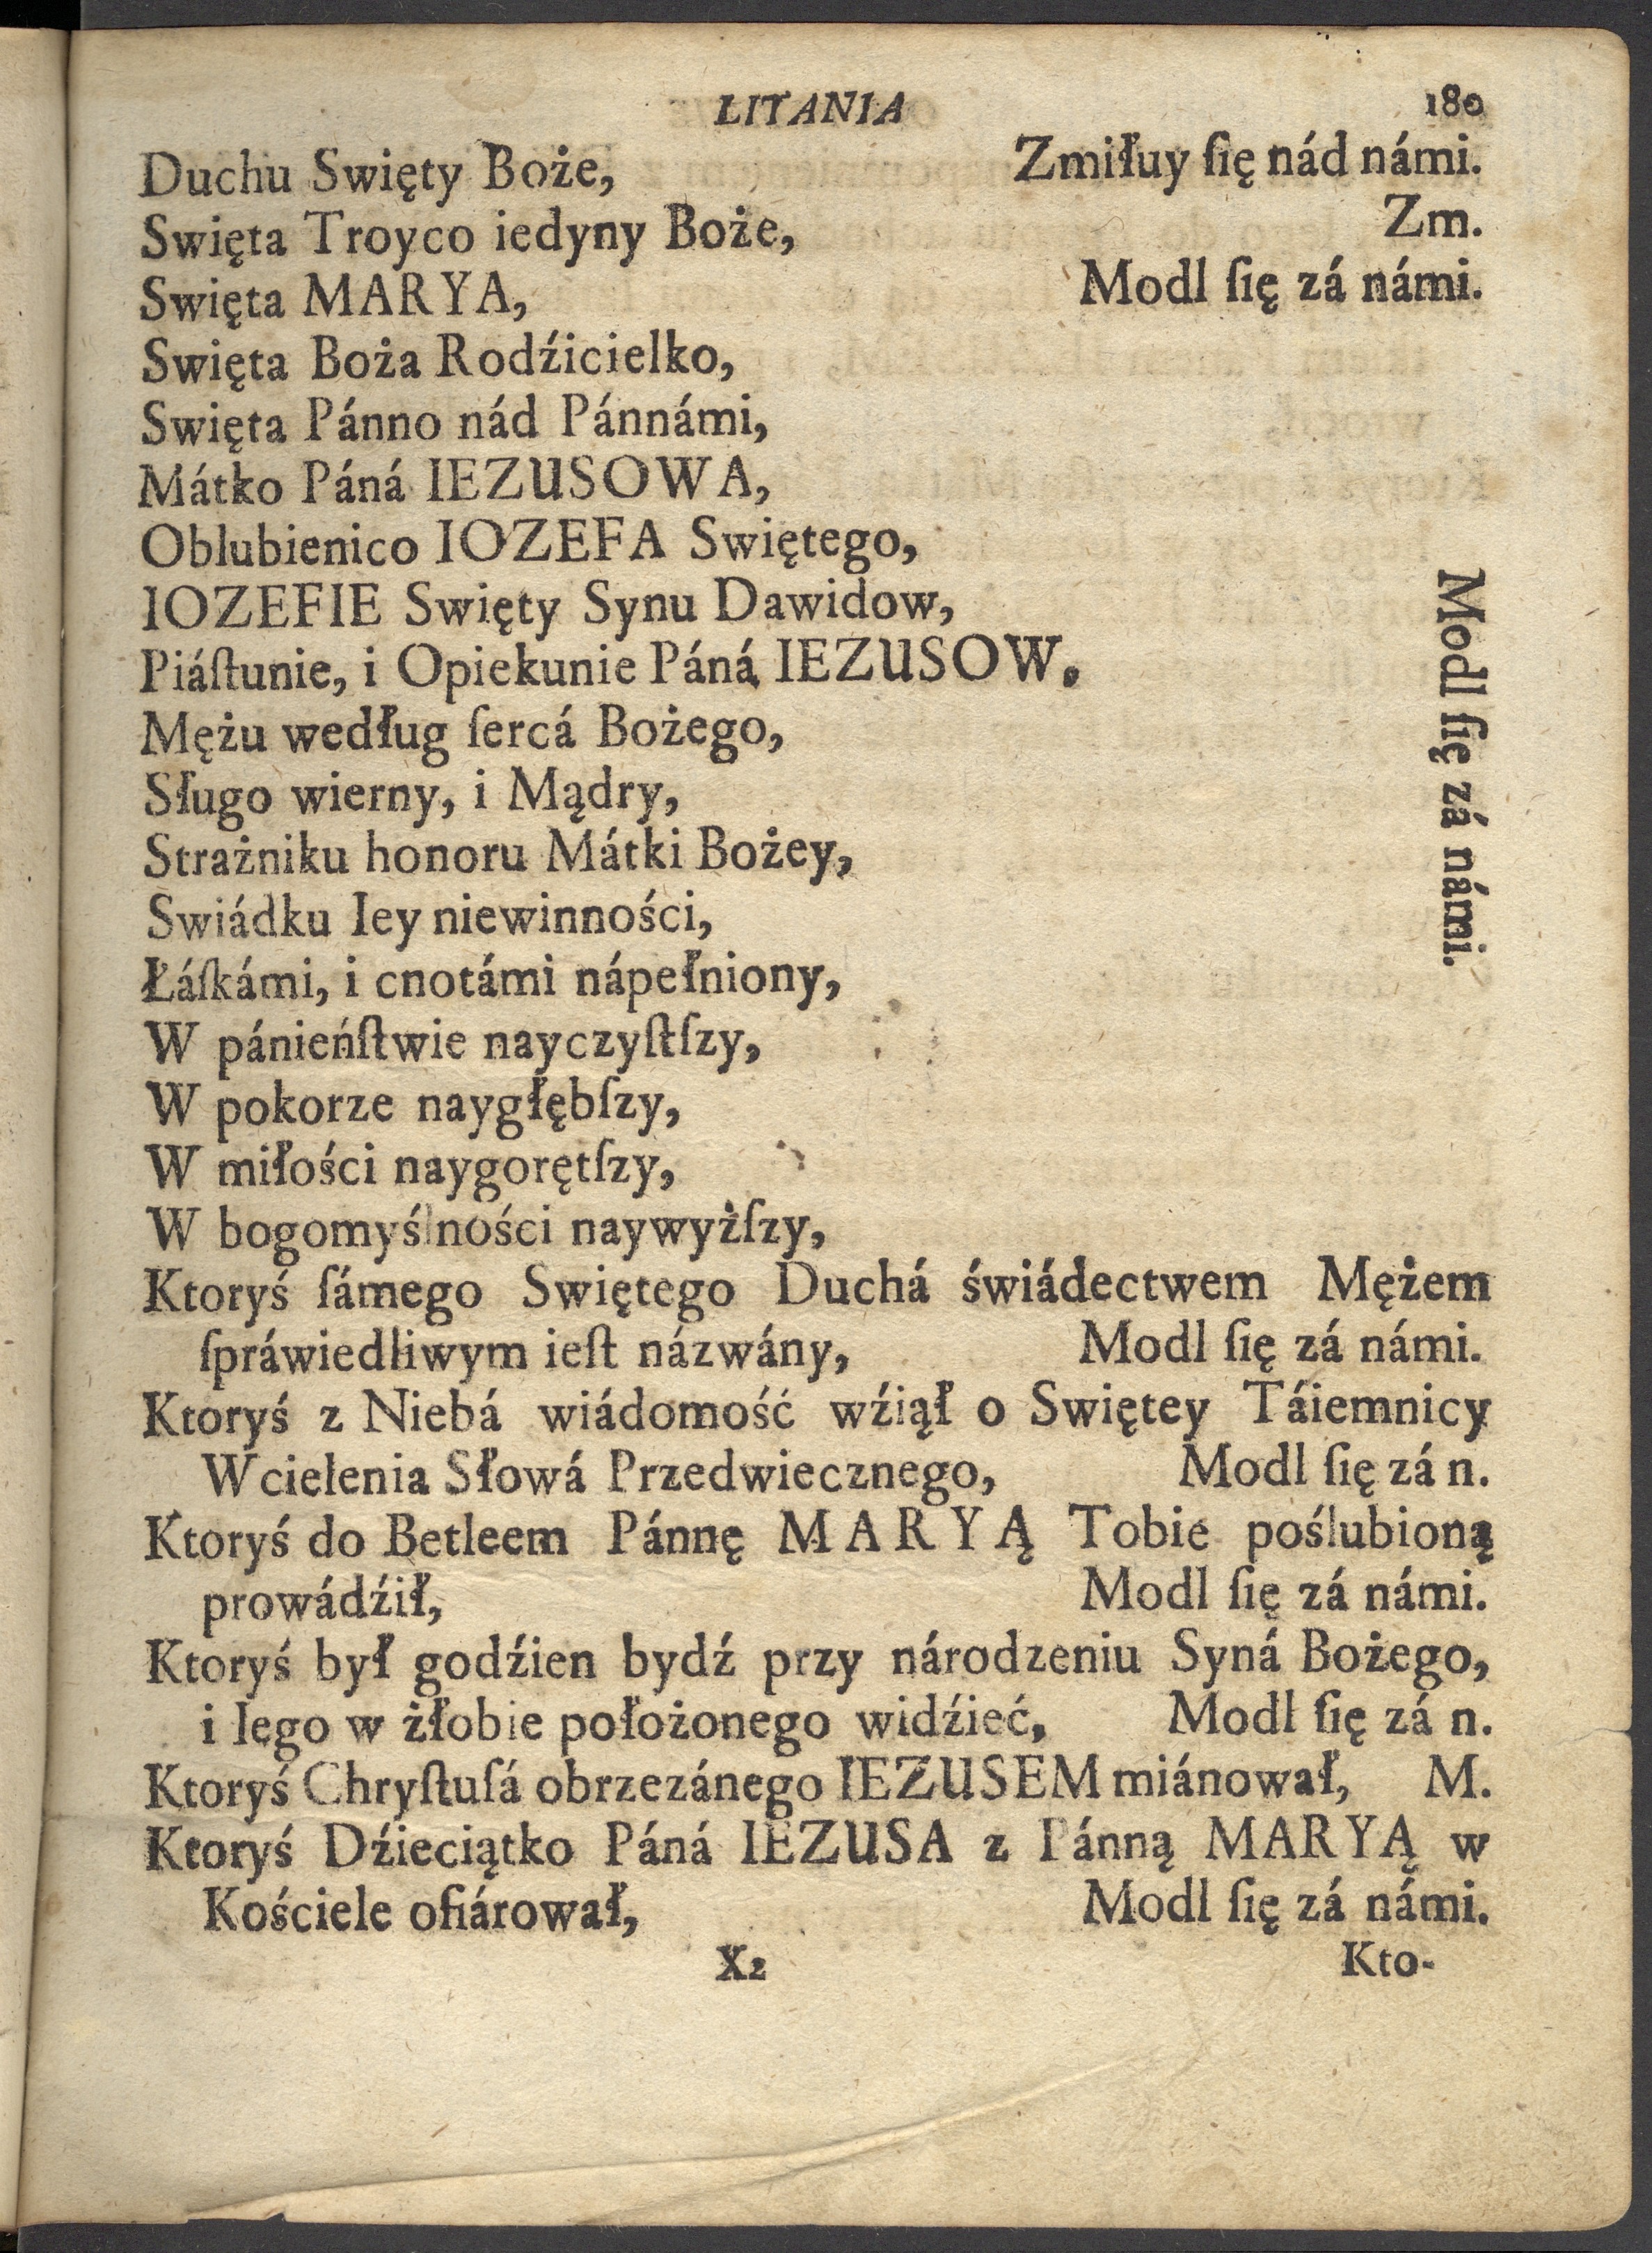 LITANIA 180
Duchu Swięty Boże, Zmiłuy ſię nád námi.
Swięta Troyco iedyny Boże, Zm.
Swięta MARYA, Modl ſię zá námi.
Swięta Boża Rodźicielko,
Swięta Pánno nád Pánnámi,
Mátko Páná IEZUSOWA,
Oblubienico IOZEFA Swiętego,
IOZEFIE Swięty Synu Dawidow,
Piáſtunie, i Opiekunie Páná IEZUSOW.
Mężu według ſercá Bożego,
Sługo wierny, i Mądry,
Strażniku honoru Mátki Bożey,
Swiádku Iey niewinności,
Łáſkámi, i cnotámi nápełniony,
W pánieńſtwie nayczyſtſzy,
W pokorze naygłębſzy,
W miłości naygorętſzy,
W bogomyślności naywyżſzy,
Modl ſię zá námi.
Ktoryś ſámego Swiętego Duchá świádectwem Mężem
ſpráwiedliwym ieſt názwány, Modl ſię zá námi.
Ktoryś z Niebá wiádomość wźiął o Swiętey Táiemnicy
Wcielenia Słowá Przedwiecznego, Modl ſię zá n.
Ktoryś do Betleem Pánnę MARYĄ Tobie poślubioną
prowádźił, Modl ſię zá námi.
Ktoryś był godźien bydź przy národzeniu Syná Bożego,
i Iego w żłobie położonego widźieć, Modl ſię zá n.
Ktoryś Chryſtuſá obrzezánego IEZUSEM miánował, M.
Ktoryś Dźieciątko Páná IEZUSA z Pánną MARYĄ w
Kościele ofiárował, Modl ſię zá námi.
X2 Kto-